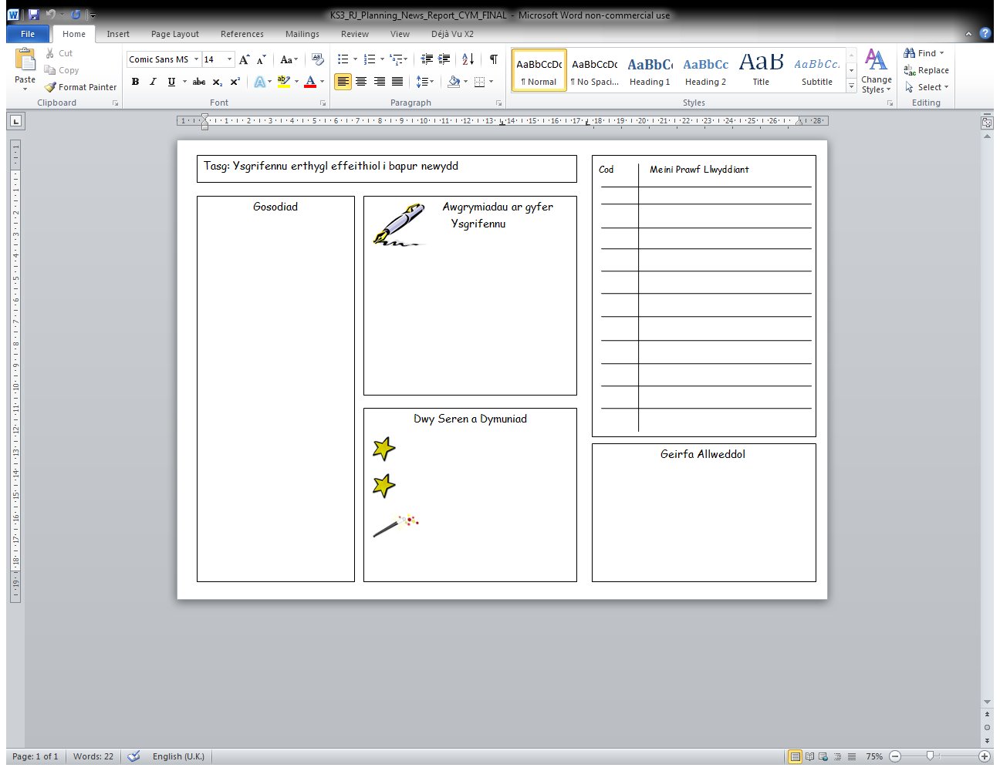 KS3_RJ_Planning_News_Report_CYM_FINAL - Microsoft Word non-commercial use
File Home Insert Page Layout References Mailings Review View Déjà Vu X2
Paste
Cut
Copy
Format Painter
Clipboard
Comic Sans MS 14
Font
Paragraph
AaBbCcDc AaBbCcDc AaBbC AaBbCc AaB AaBbCc.
¶ Normal ¶ No Spaci... Heading 1 Heading 2 Title Subtitle
Styles
Change
Styles
Find
Replace
Select
Editing
Tasg: Ysgrifennu erthygl effeithiol i bapur newydd
Gosodiad
Awgrymiadau ar gyfer
Ysgrifennu
Dwy Seren a Dymuniad
Cod Meini Prawf Llwyddiant
Geirfa Allweddol
Page: 1 of 1 Words: 22 English (U.K.) 75%